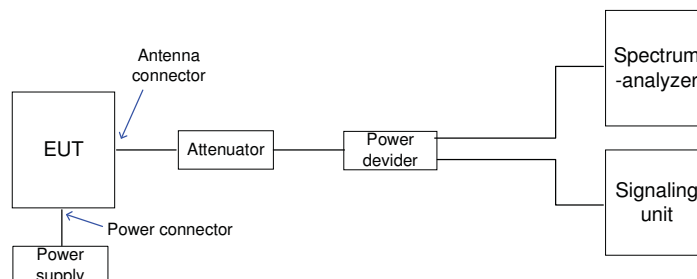 Antenna
connector
EUT
Attenuator
Power
devider
Spectrum
-analyzer
Signaling
unit
Power connector
Power
supply